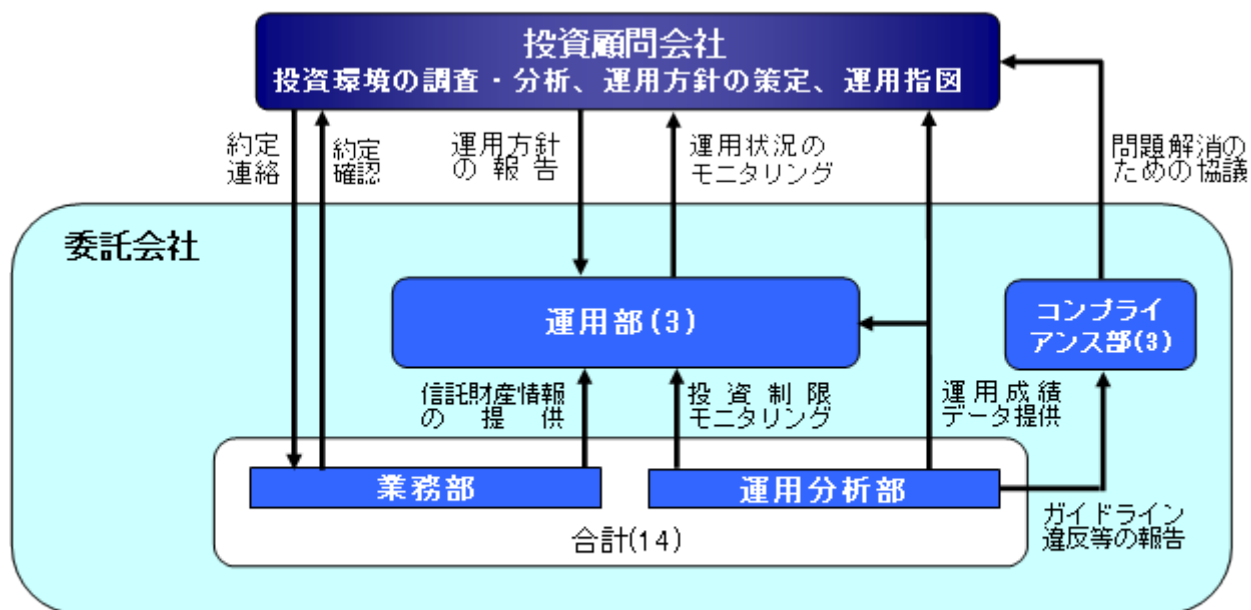 投資顧問会社
投資環境の調査・分析、運用方針の策定、運用指図
約定
連絡
約定
確認
運用方針
の報告
運用状況の
モニタリング
問題解消の
ための協議
委託会社
運用部(3)
コンプライ
アンス部(3)
信託財産情報
の提供
投資制限
モニタリング
運用成績
データ提供
業務部
運用分析部
合計(14)
ガイドライン
違反等の報告